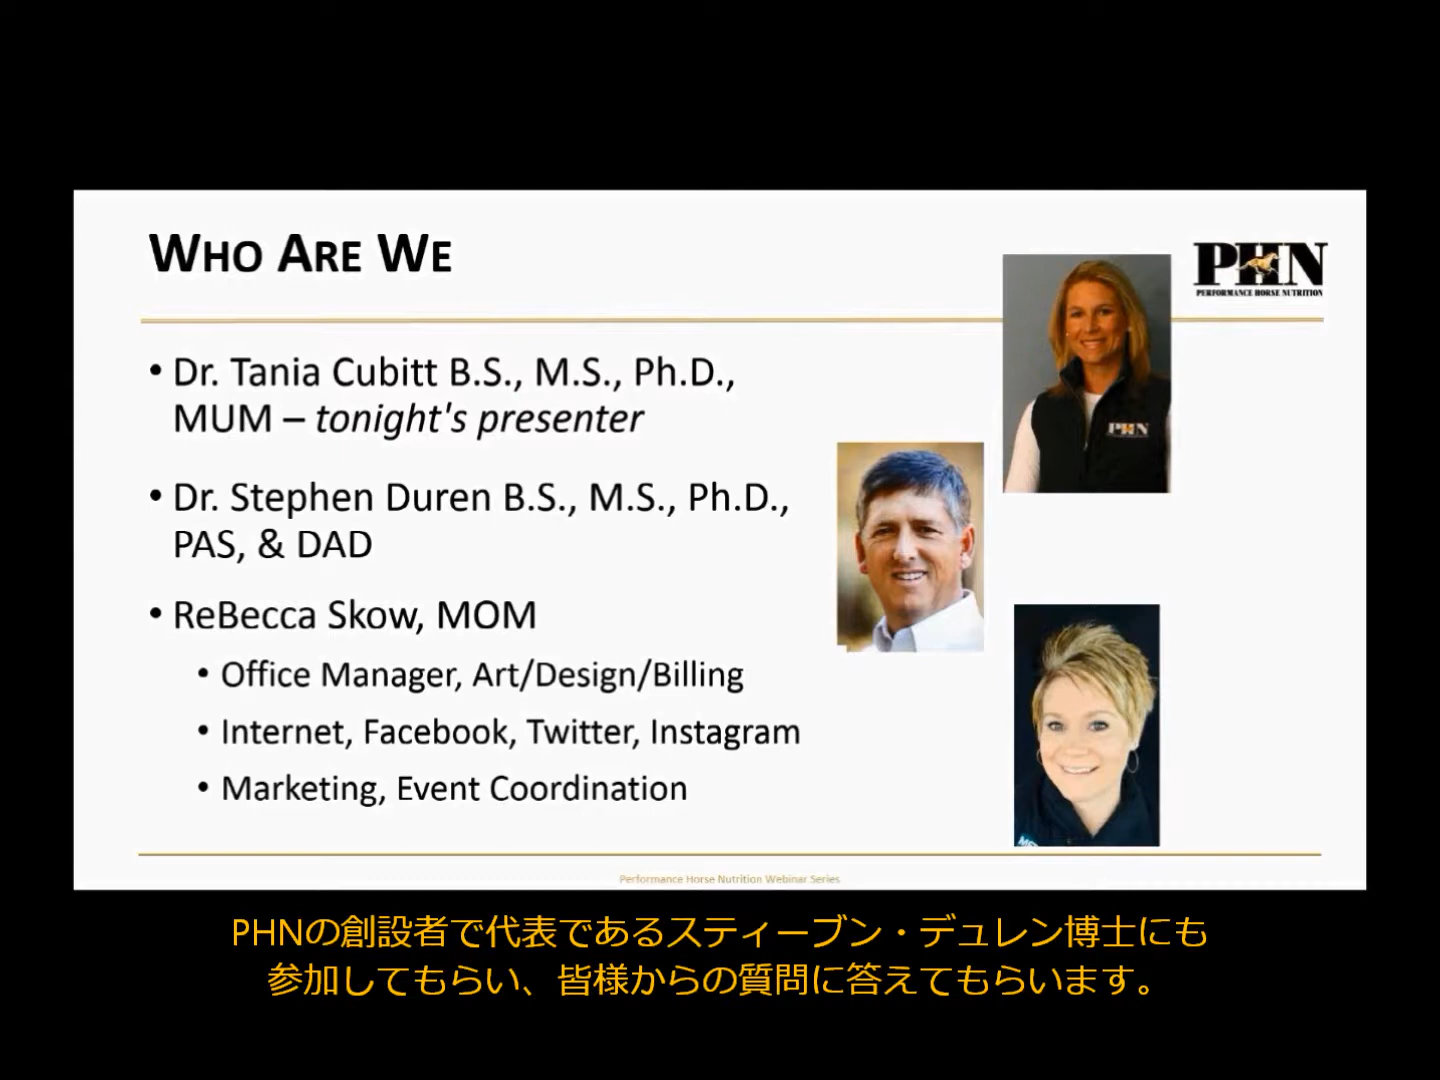 WHO ARE WE
PHN
PERFORMANCE HORSE NUTRITION
• Dr. Tania Cubitt B.S., M.S., Ph.D.,
MUM – tonight's presenter
PHN
• Dr. Stephen Duren B.S., M.S., Ph.D.,
PAS, & DAD
• ReBecca Skow, MOM
• Office Manager, Art/Design/Billing
• Internet, Facebook, Twitter, Instagram
• Marketing, Event Coordination
Performance Horse Nutrition Webinar Series
PHNの創設者で代表であるスティーブン・デュレン博士にも
参加してもらい、皆様からの質問に答えてもらいます。